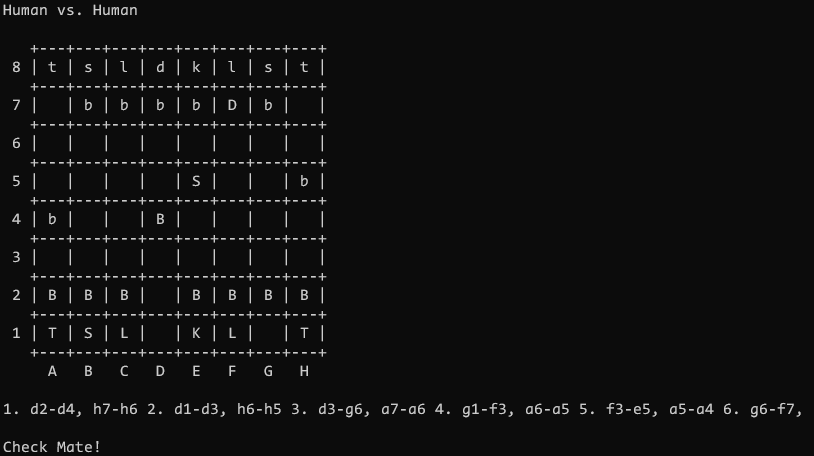 Human vs. Human
+---+---+---+---+---+---+---+---+
8 | t | s | l | d | k | l | s | t |
+---+---+---+---+---+---+---+---+
7 |   | b | b | b | b | D | b |   |
+---+---+---+---+---+---+---+---+
6 |   |   |   |   |   |   |   |   |
+---+---+---+---+---+---+---+---+
5 |   |   |   |   | S |   |   | b |
+---+---+---+---+---+---+---+---+
4 | b |   |   | B |   |   |   |   |
+---+---+---+---+---+---+---+---+
3 |   |   |   |   |   |   |   |   |
+---+---+---+---+---+---+---+---+
2 | B | B | B |   | B | B | B | B |
+---+---+---+---+---+---+---+---+
1 | T | S | L |   | K | L |   | T |
+---+---+---+---+---+---+---+---+
A B C D E F G H
1. d2-d4, h7-h6 2. d1-d3, h6-h5 3. d3-g6, a7-a6 4. g1-f3, a6-a5 5. f3-e5, a5-a4 6. g6-f7,
Check Mate!